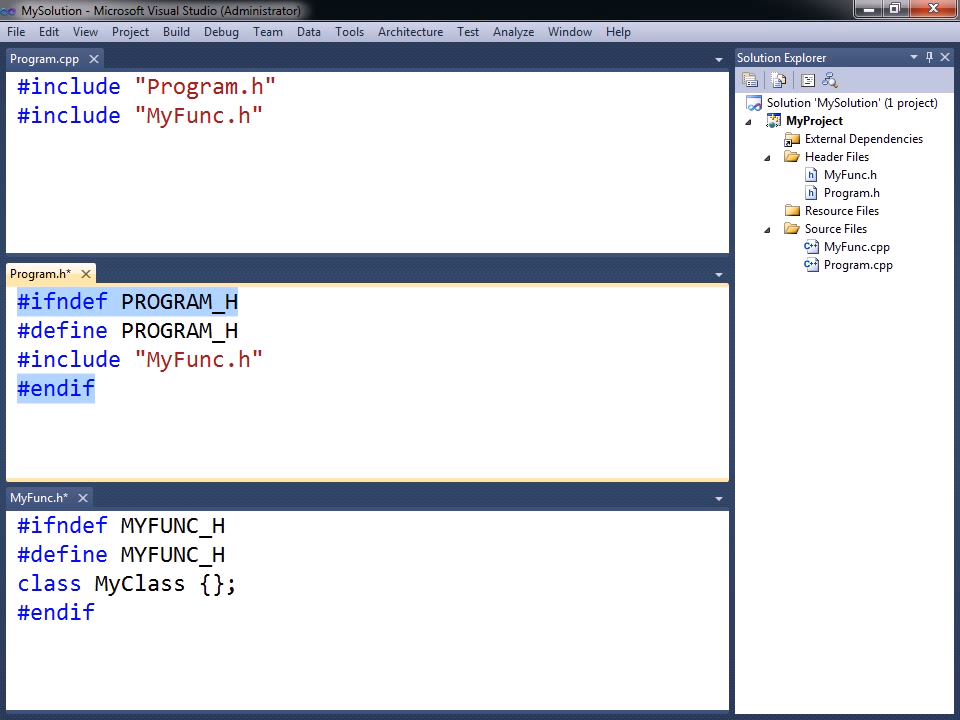 MySolution - Microsoft Visual Studio (Administrator)
File Edit View Project Build Debug Team Data Tools Architecture Test Analyze Window Help
Program.cpp
#include "Program.h"
#include "MyFunc.h"
Program.h*
#ifndef PROGRAM_H
#define PROGRAM_H
#include "MyFunc.h"
#endif
MyFunc.h*
#ifndef MYFUNC_H
#define MYFUNC_H
class MyClass {};
#endif
Solution Explorer
Solution 'MySolution' (1 project)
MyProject
External Dependencies
Header Files
MyFunc.h
Program.h
Resource Files
Source Files
MyFunc.cpp
Program.cpp